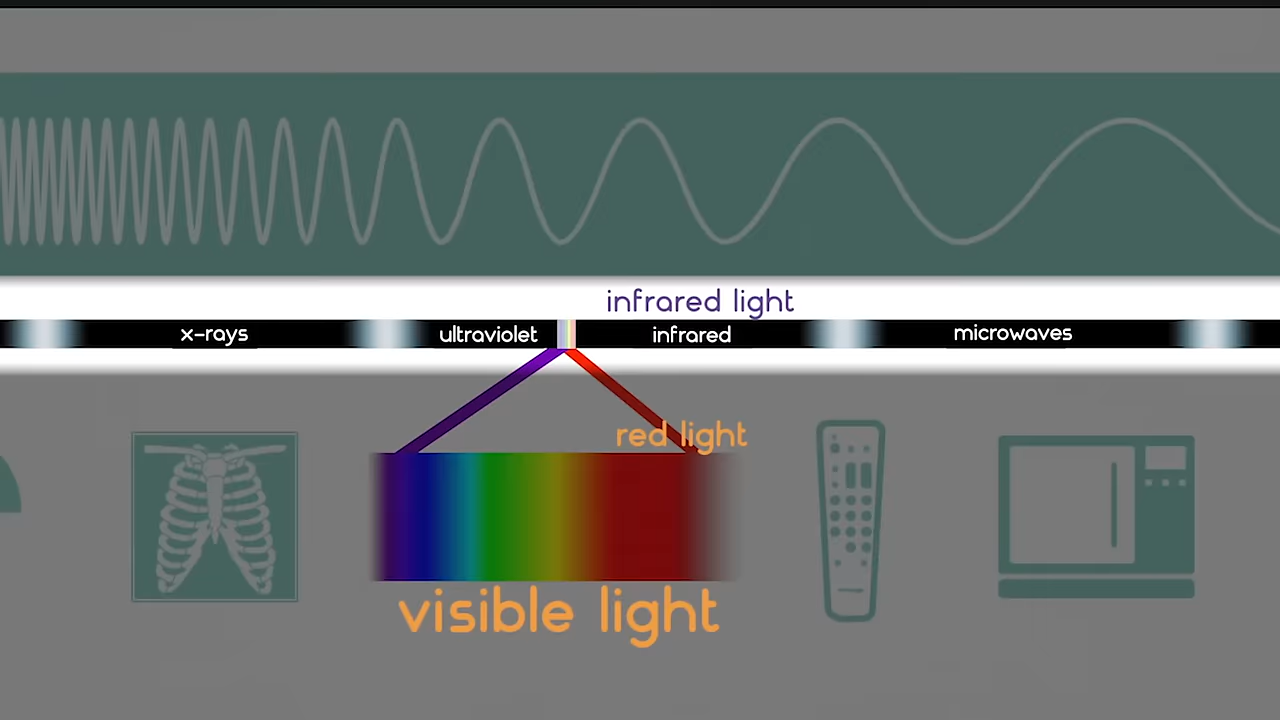 infrared light
x-rays
ultraviolet
infrared
microwaves
red light
visible light